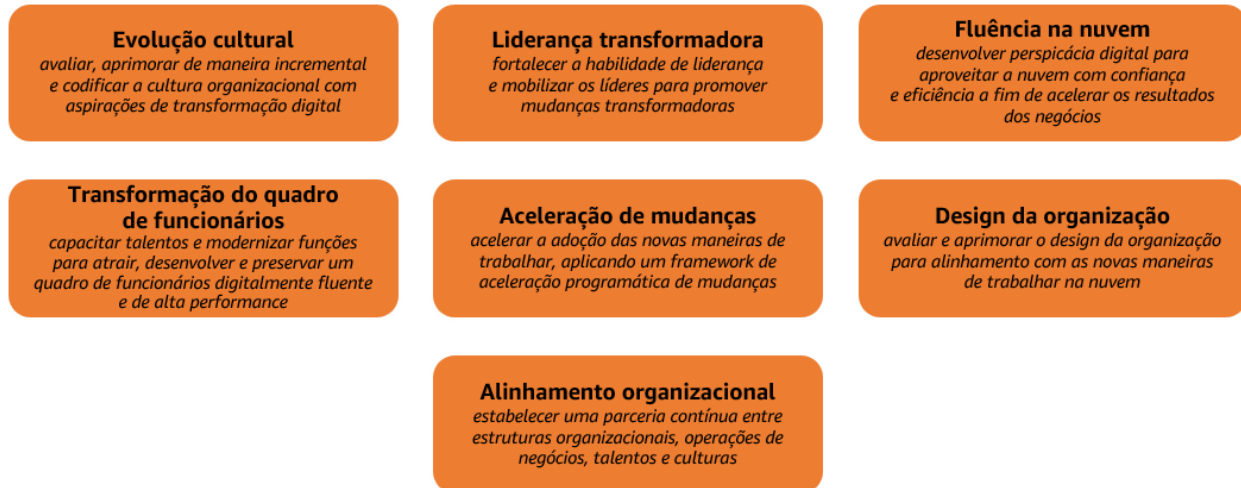 Evolução cultural
avaliar, aprimorar de maneira incremental
e codificar a cultura organizacional com
aspirações de transformação digital
Liderança transformadora
fortalecer a habilidade de liderança
e mobilizar os líderes para promover
mudanças transformadoras
Fluência na nuvem
desenvolver perspicácia digital para
aproveitar a nuvem com confiança
e eficiência a fim de acelerar os resultados
dos negócios
Transformação do quadro
de funcionários
capacitar talentos e modernizar funções
para atrair, desenvolver e preservar um
quadro de funcionários digitalmente fluente
e de alta performance
Aceleração de mudanças
acelerar a adoção das novas maneiras de
trabalhar, aplicando um framework de
aceleração programática de mudanças
Design da organização
avaliar e aprimorar o design da organização
para alinhamento com as novas maneiras
de trabalhar na nuvem
Alinhamento organizacional
estabelecer uma parceria contínua entre
estruturas organizacionais, operações de
negócios, talentos e culturas